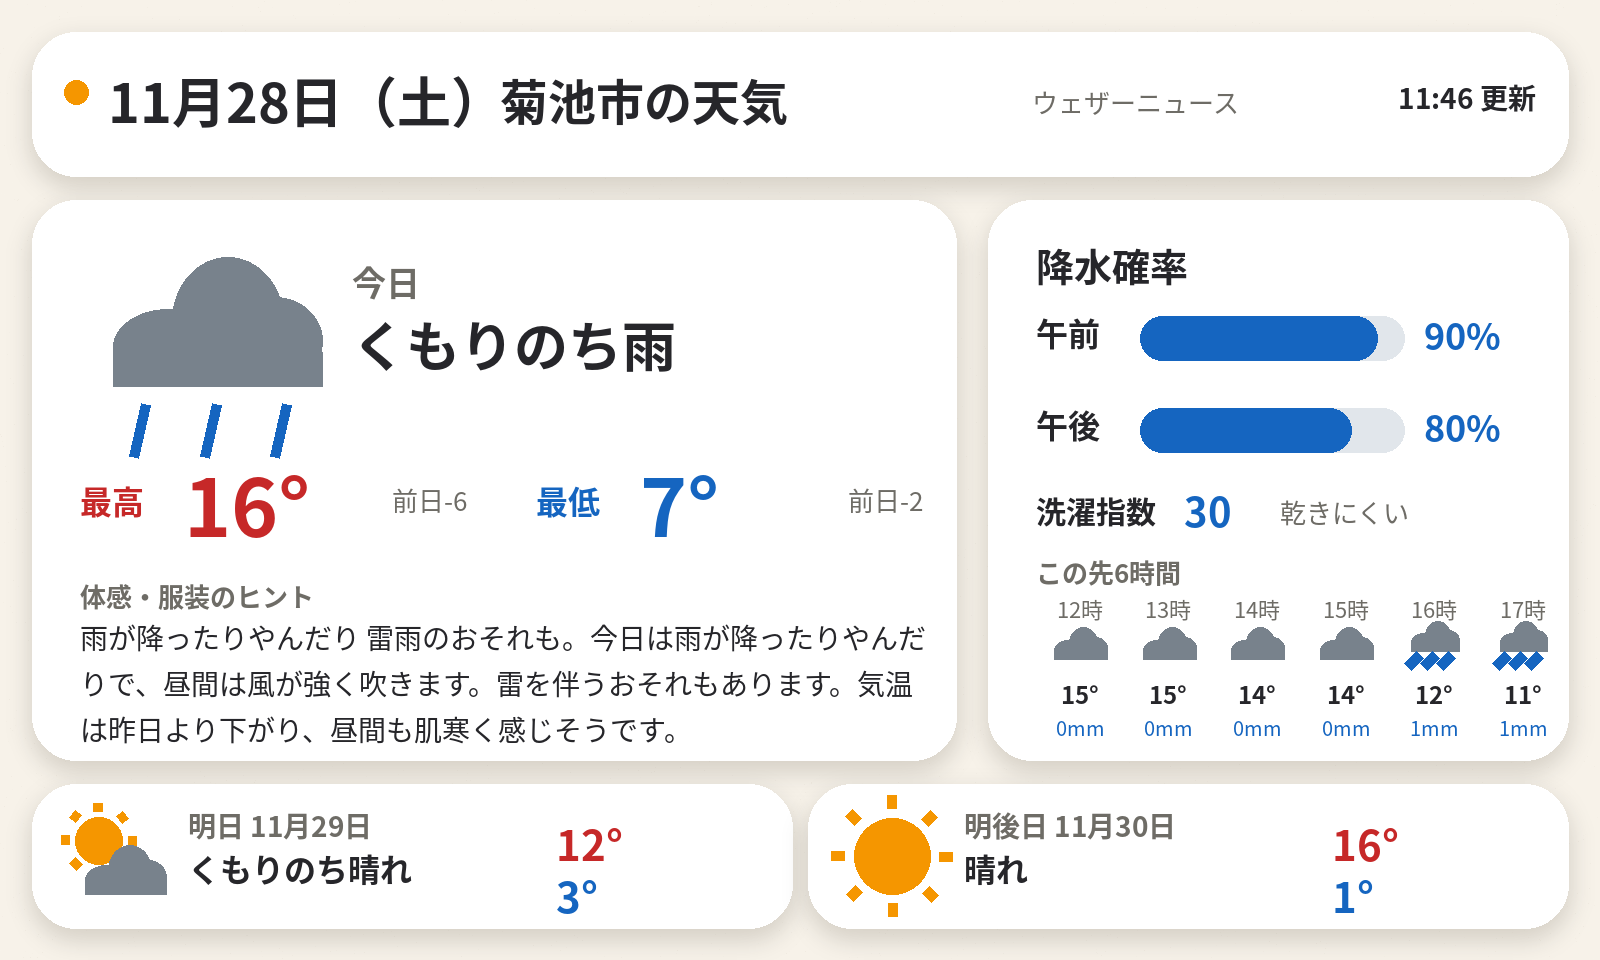 11月28日（土）菊池市の天気
ウェザーニュース
11:46 更新
今日
くもりのち雨
最高 16° 前日-6 最低 7° 前日-2
体感・服装のヒント
雨が降ったりやんだり 雷雨のおそれも。今日は雨が降ったりやんだ
りで、昼間は風が強く吹きます。雷を伴うおそれもあります。気温
は昨日より下がり、昼間も肌寒く感じそうです。
降水確率
午前 90%
午後 80%
洗濯指数 30 乾きにくい
この先6時間
12時 13時 14時 15時 16時 17時
15° 15° 14° 14° 12° 11°
0mm 0mm 0mm 0mm 1mm 1mm
明日 11月29日
くもりのち晴れ
12°
3°
明後日 11月30日
晴れ
16°
1°